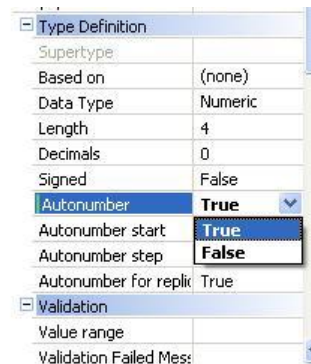 Type Definition
Supertype
Based on (none)
Data Type Numeric
Length 4
Decimals 0
Signed False
Autonumber True
Autonumber start True
Autonumber step False
Autonumber for replic True
Validation
Value range
Validation Failed Mess